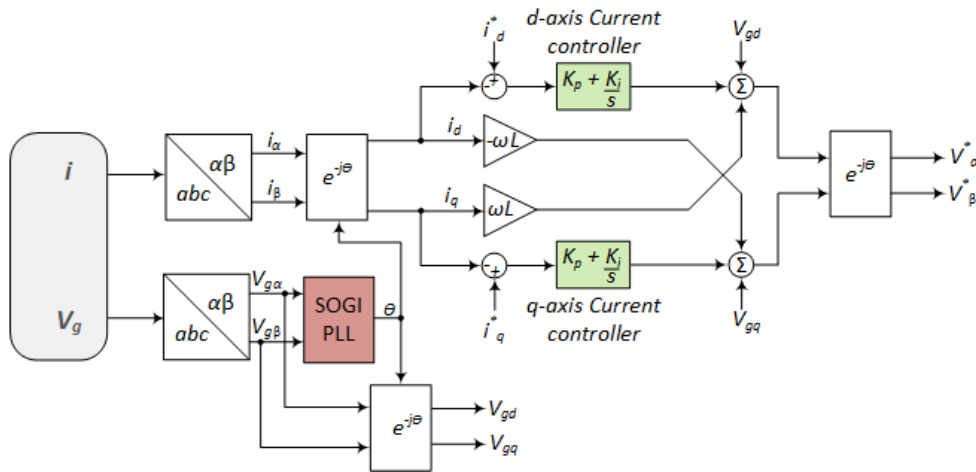 d-axis Current
controller
i*d
Vgd
Kp + Ki/s
Σ
i
αβ
abc
iα
iβ
e-jθ
id
-ωL
iq
ωL
e-jθ
V*α
V*β
Vg
αβ
abc
Vgα
Vgβ
SOGI
PLL
θ
Kp + Ki/s
Σ
i*q
q-axis Current
controller
Vgq
e-jθ
Vgd
Vgq